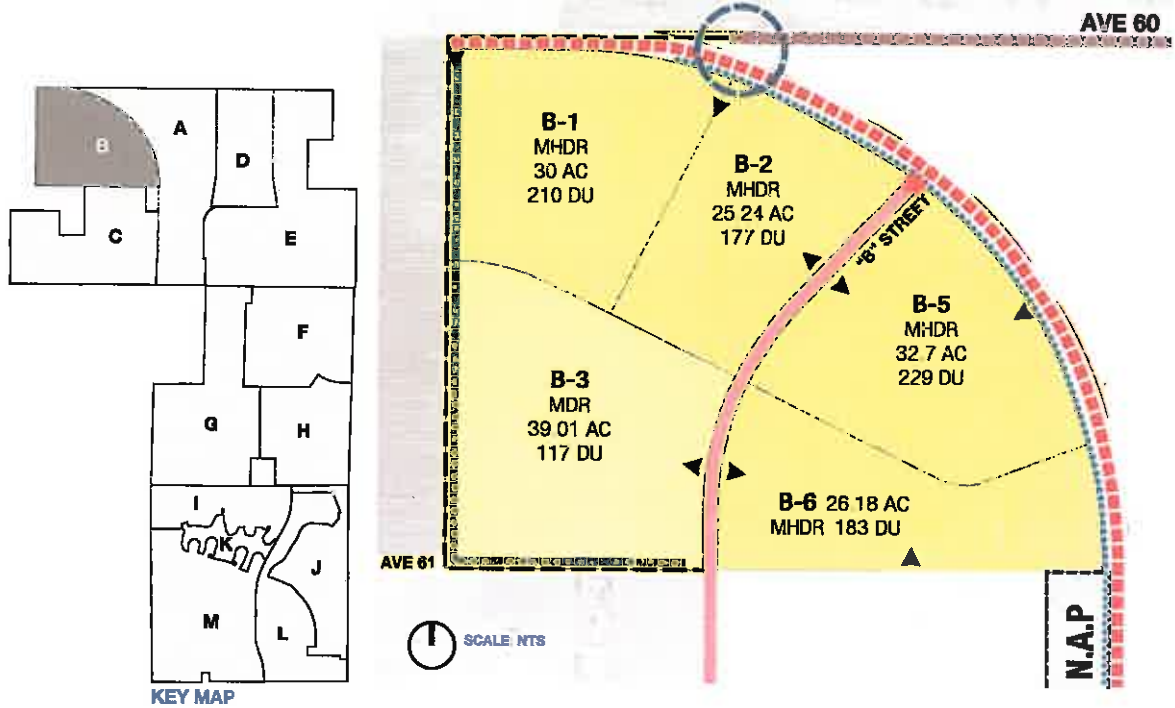 AVE 60
B-1
MHDR
30 AC
210 DU
B-2
MHDR
25 24 AC
177 DU
"B" STREET
B-5
MHDR
32 7 AC
229 DU
B-3
MDR
39 01 AC
117 DU
B-6 26 18 AC
MHDR 183 DU
AVE 61
N.A.P
SCALE NTS
A
B
C
D
E
F
G
H
I
K
J
M
L
KEY MAP